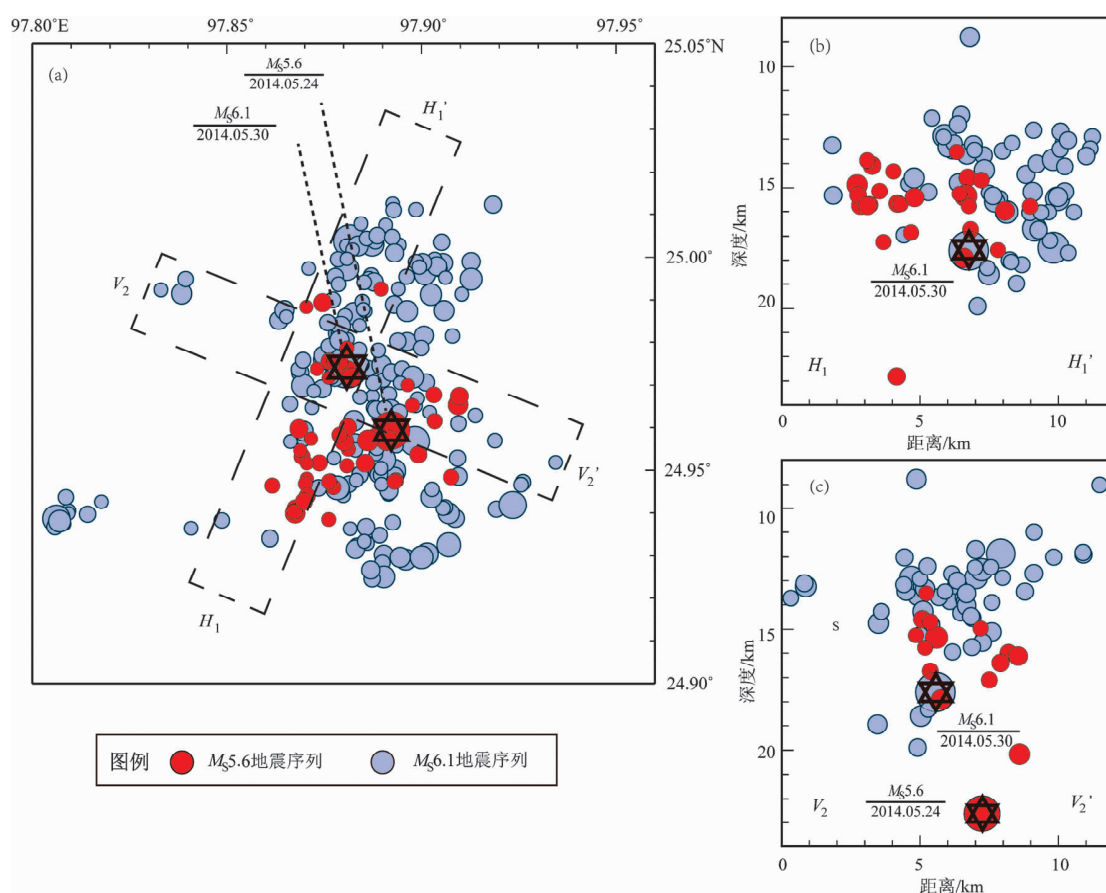 97.80°E
97.85°
97.90°
97.95°
25.05°N
25.00°
24.95°
24.90°
(a)
Mₛ5.6
2014.05.24
Mₛ6.1
2014.05.30
H₁'
V₂
V₂'
H₁
图例
Mₛ5.6地震序列
Mₛ6.1地震序列
(b)
10
15
20
深度/km
Mₛ6.1
2014.05.30
H₁
H₁'
0
5
10
距离/km
(c)
10
15
20
深度/km
s
Mₛ6.1
2014.05.30
Mₛ5.6
2014.05.24
V₂
V₂'
0
5
10
距离/km